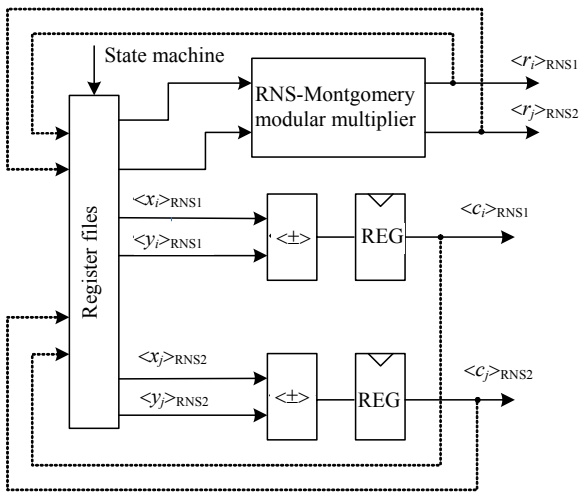 <rᵢ>RNS1
State machine
RNS-Montgomery
modular multiplier
<rⱼ>RNS2
<xᵢ>RNS1
<cᵢ>RNS1
<±>
REG
<yᵢ>RNS1
Register files
<xⱼ>RNS2
<cⱼ>RNS2
<±>
REG
<yⱼ>RNS2